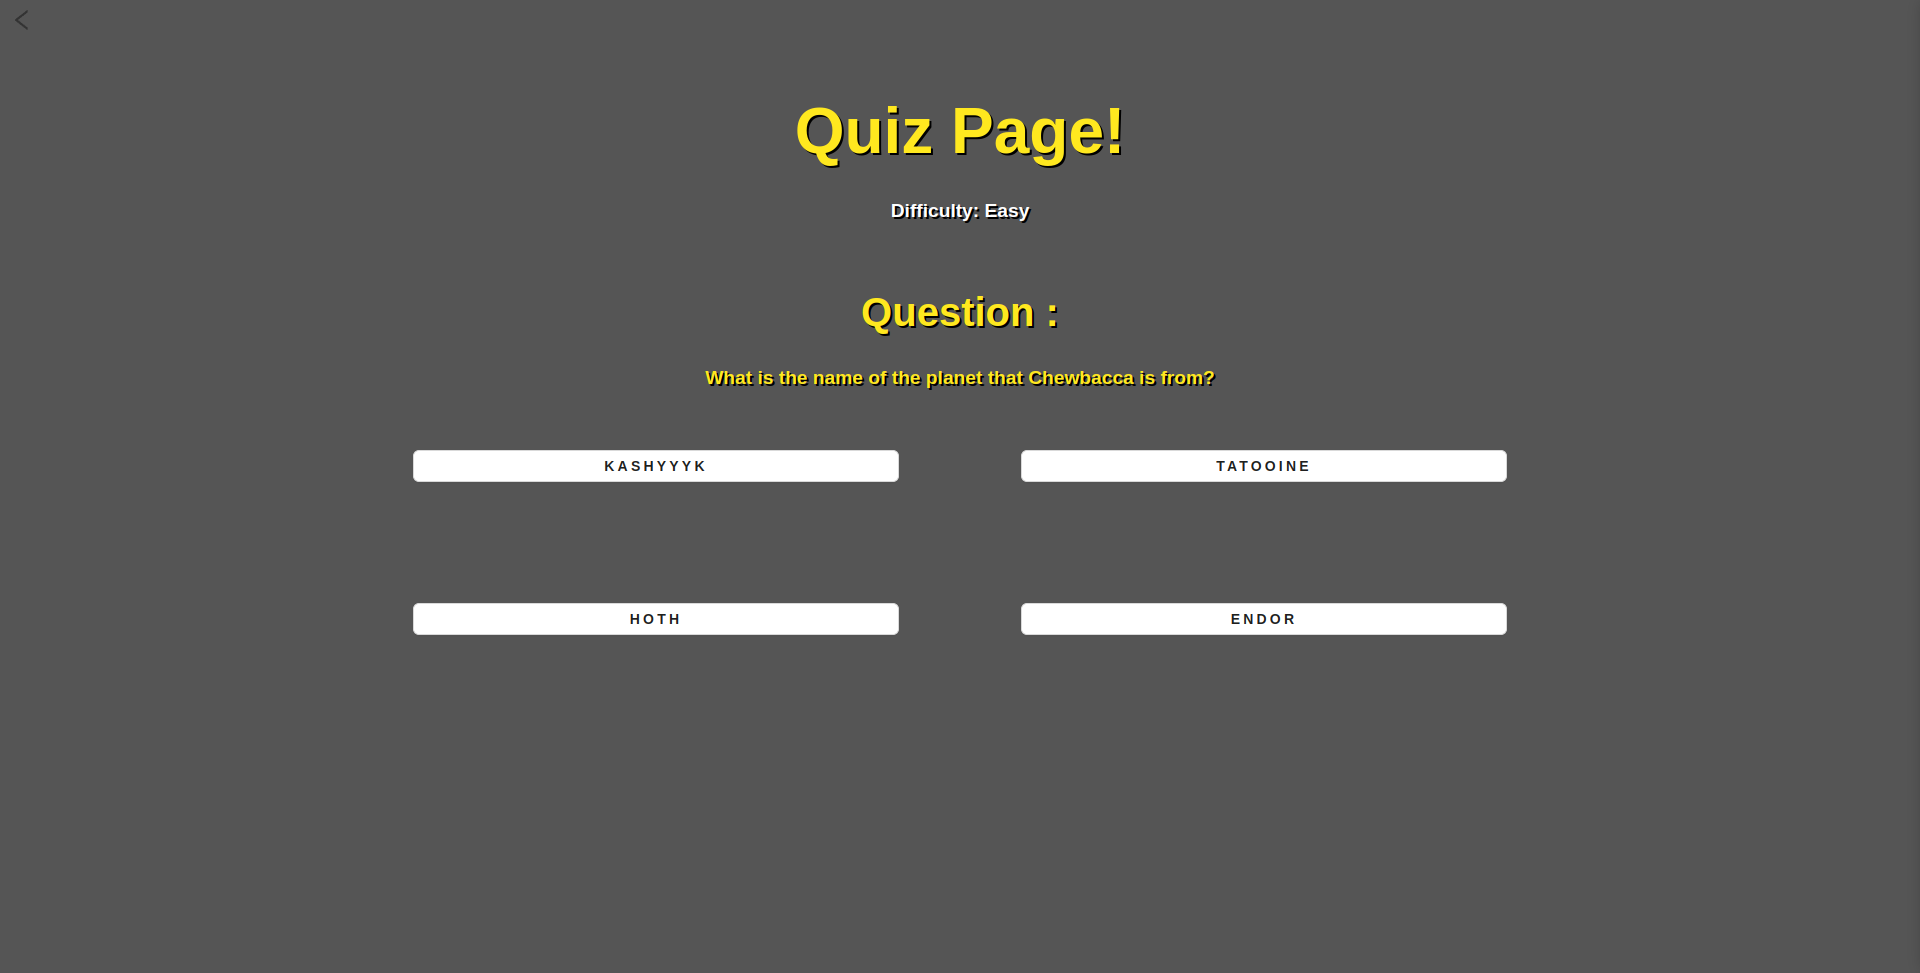 Quiz Page!
Difficulty: Easy
Question :
What is the name of the planet that Chewbacca is from?
KASHYYYK
TATOOINE
HOTH
ENDOR